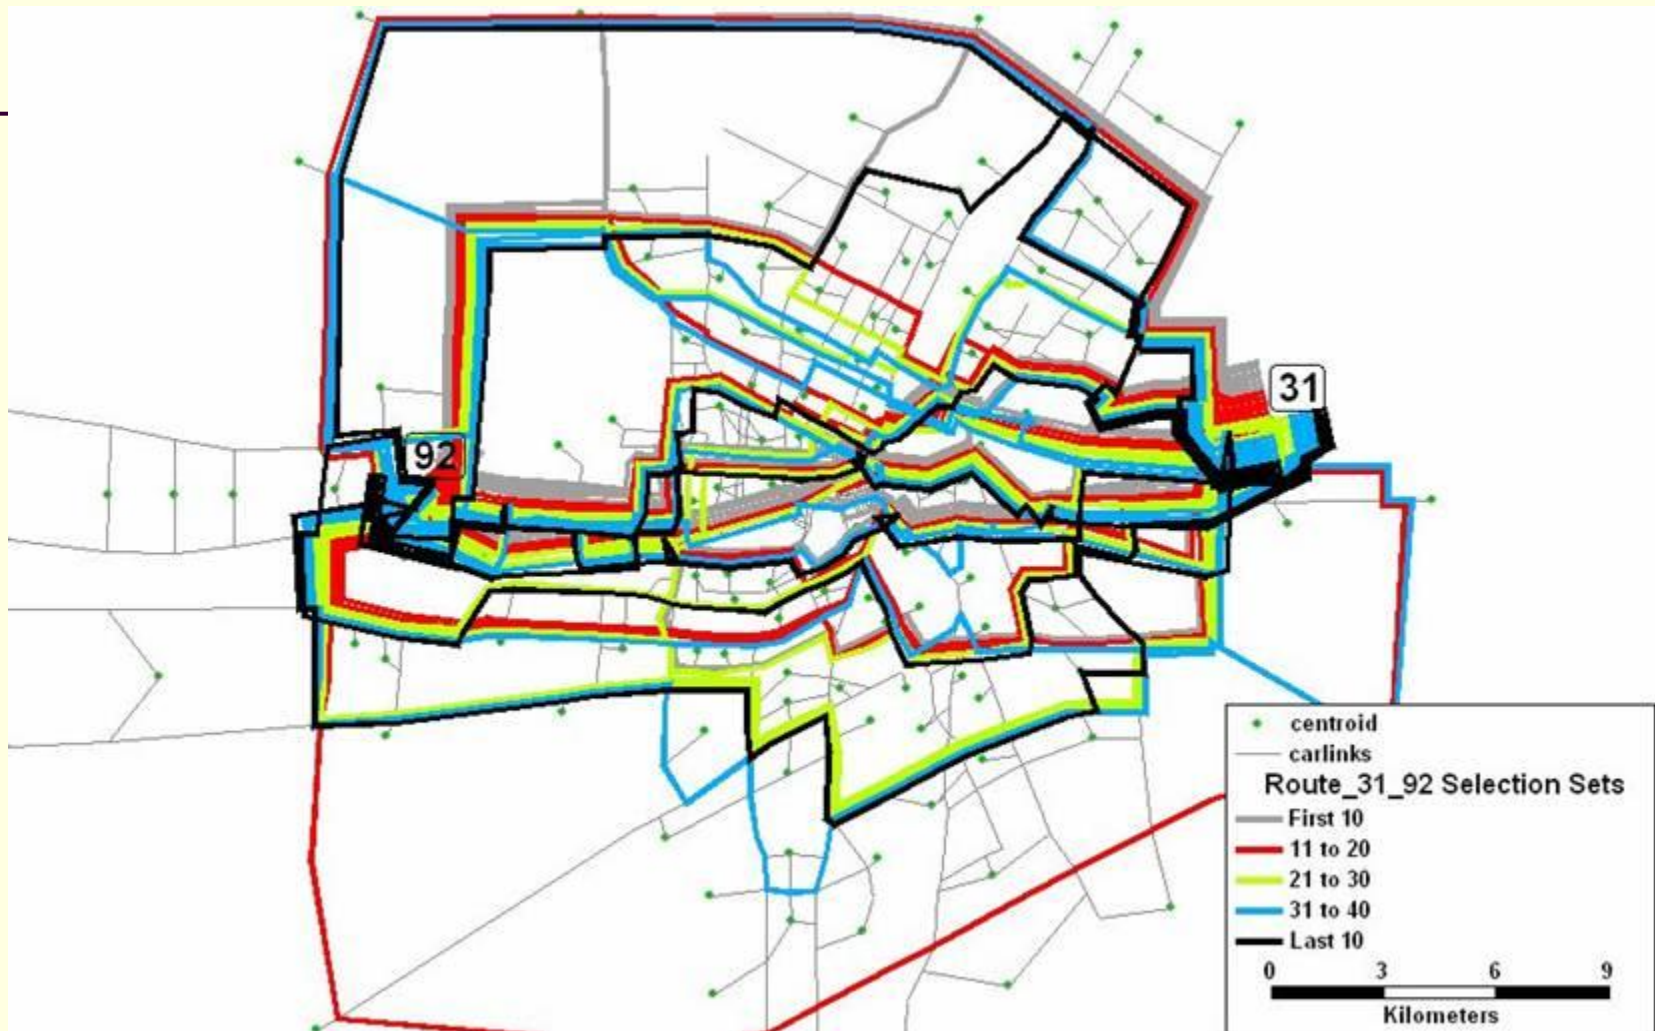 31
92
centroid
carlinks
Route_31_92 Selection Sets
First 10
11 to 20
21 to 30
31 to 40
Last 10
0 3 6 9
Kilometers